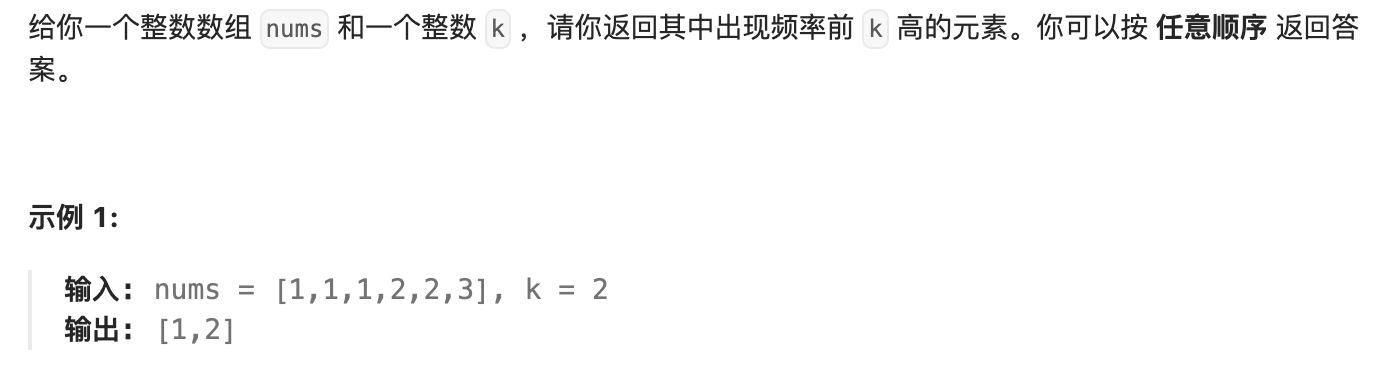 给你一个整数数组 nums 和一个整数 k ，请你返回其中出现频率前 k 高的元素。你可以按 任意顺序 返回答
案。
示例 1:
输入: nums = [1,1,1,2,2,3], k = 2
输出: [1,2]